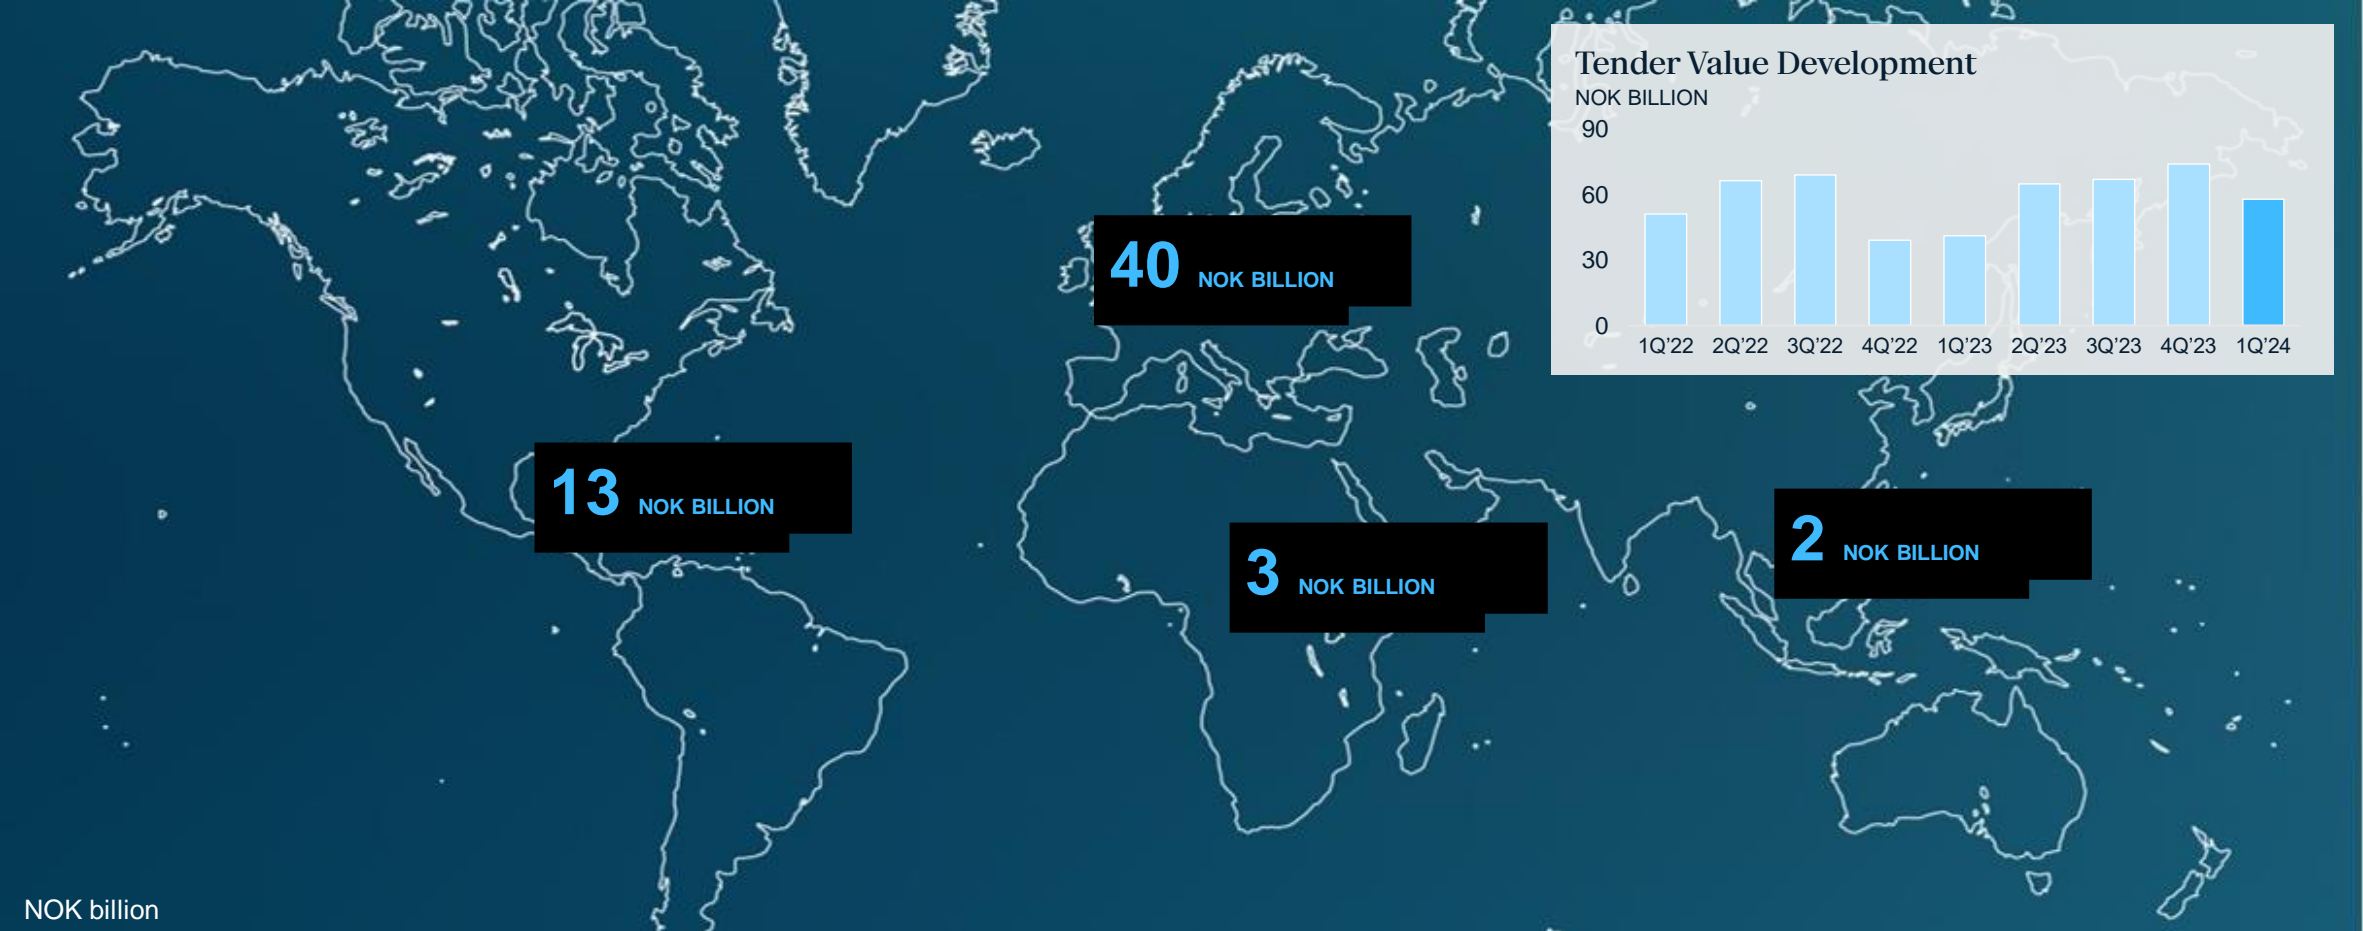 Tender Value Development
NOK BILLION
90
60
30
0
1Q’22 2Q’22 3Q’22 4Q’22 1Q’23 2Q’23 3Q’23 4Q’23 1Q’24
40 NOK BILLION
13 NOK BILLION
3 NOK BILLION
2 NOK BILLION
NOK billion